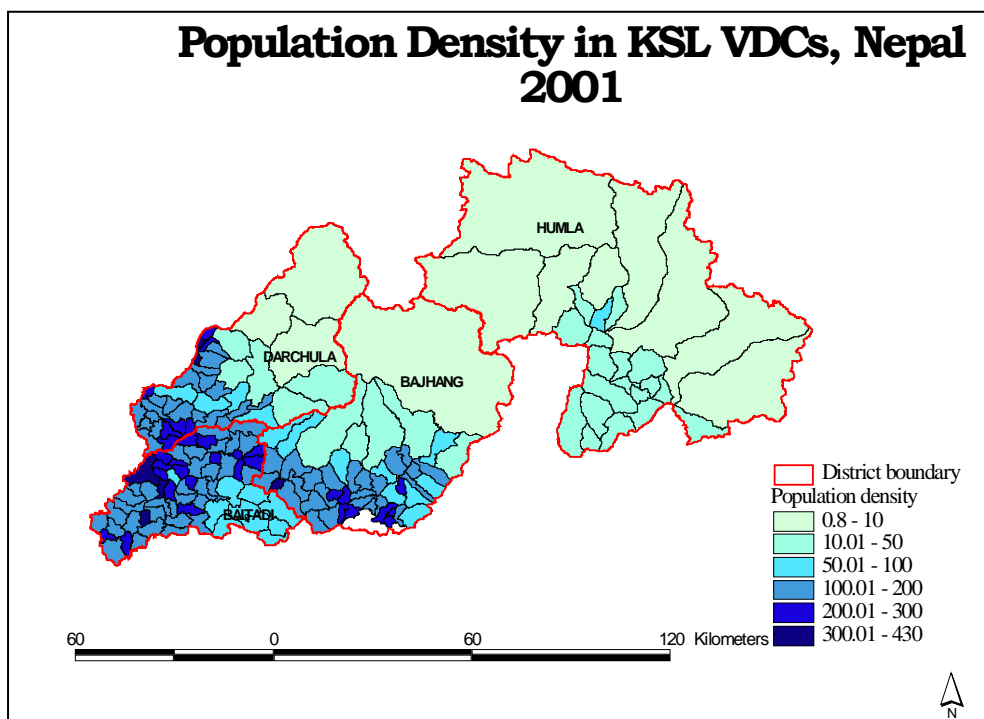 Population Density in KSL VDCs, Nepal
2001
HUMLA
DARCHULA
BAJHANG
BAITADI
District boundary
Population density
0.8 - 10
10.01 - 50
50.01 - 100
100.01 - 200
200.01 - 300
300.01 - 430
60 0 60 120 Kilometers
N